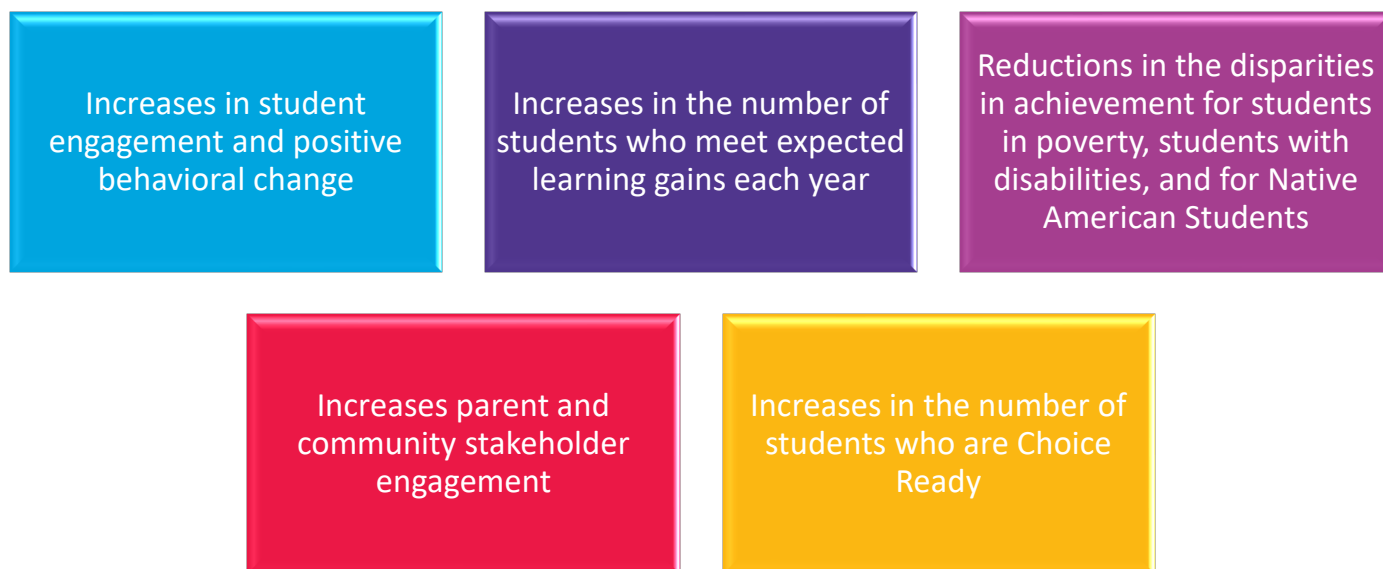 Increases in student
engagement and positive
behavioral change
Increases in the number of
students who meet expected
learning gains each year
Reductions in the disparities
in achievement for students
in poverty, students with
disabilities, and for Native
American Students
Increases parent and
community stakeholder
engagement
Increases in the number of
students who are Choice
Ready